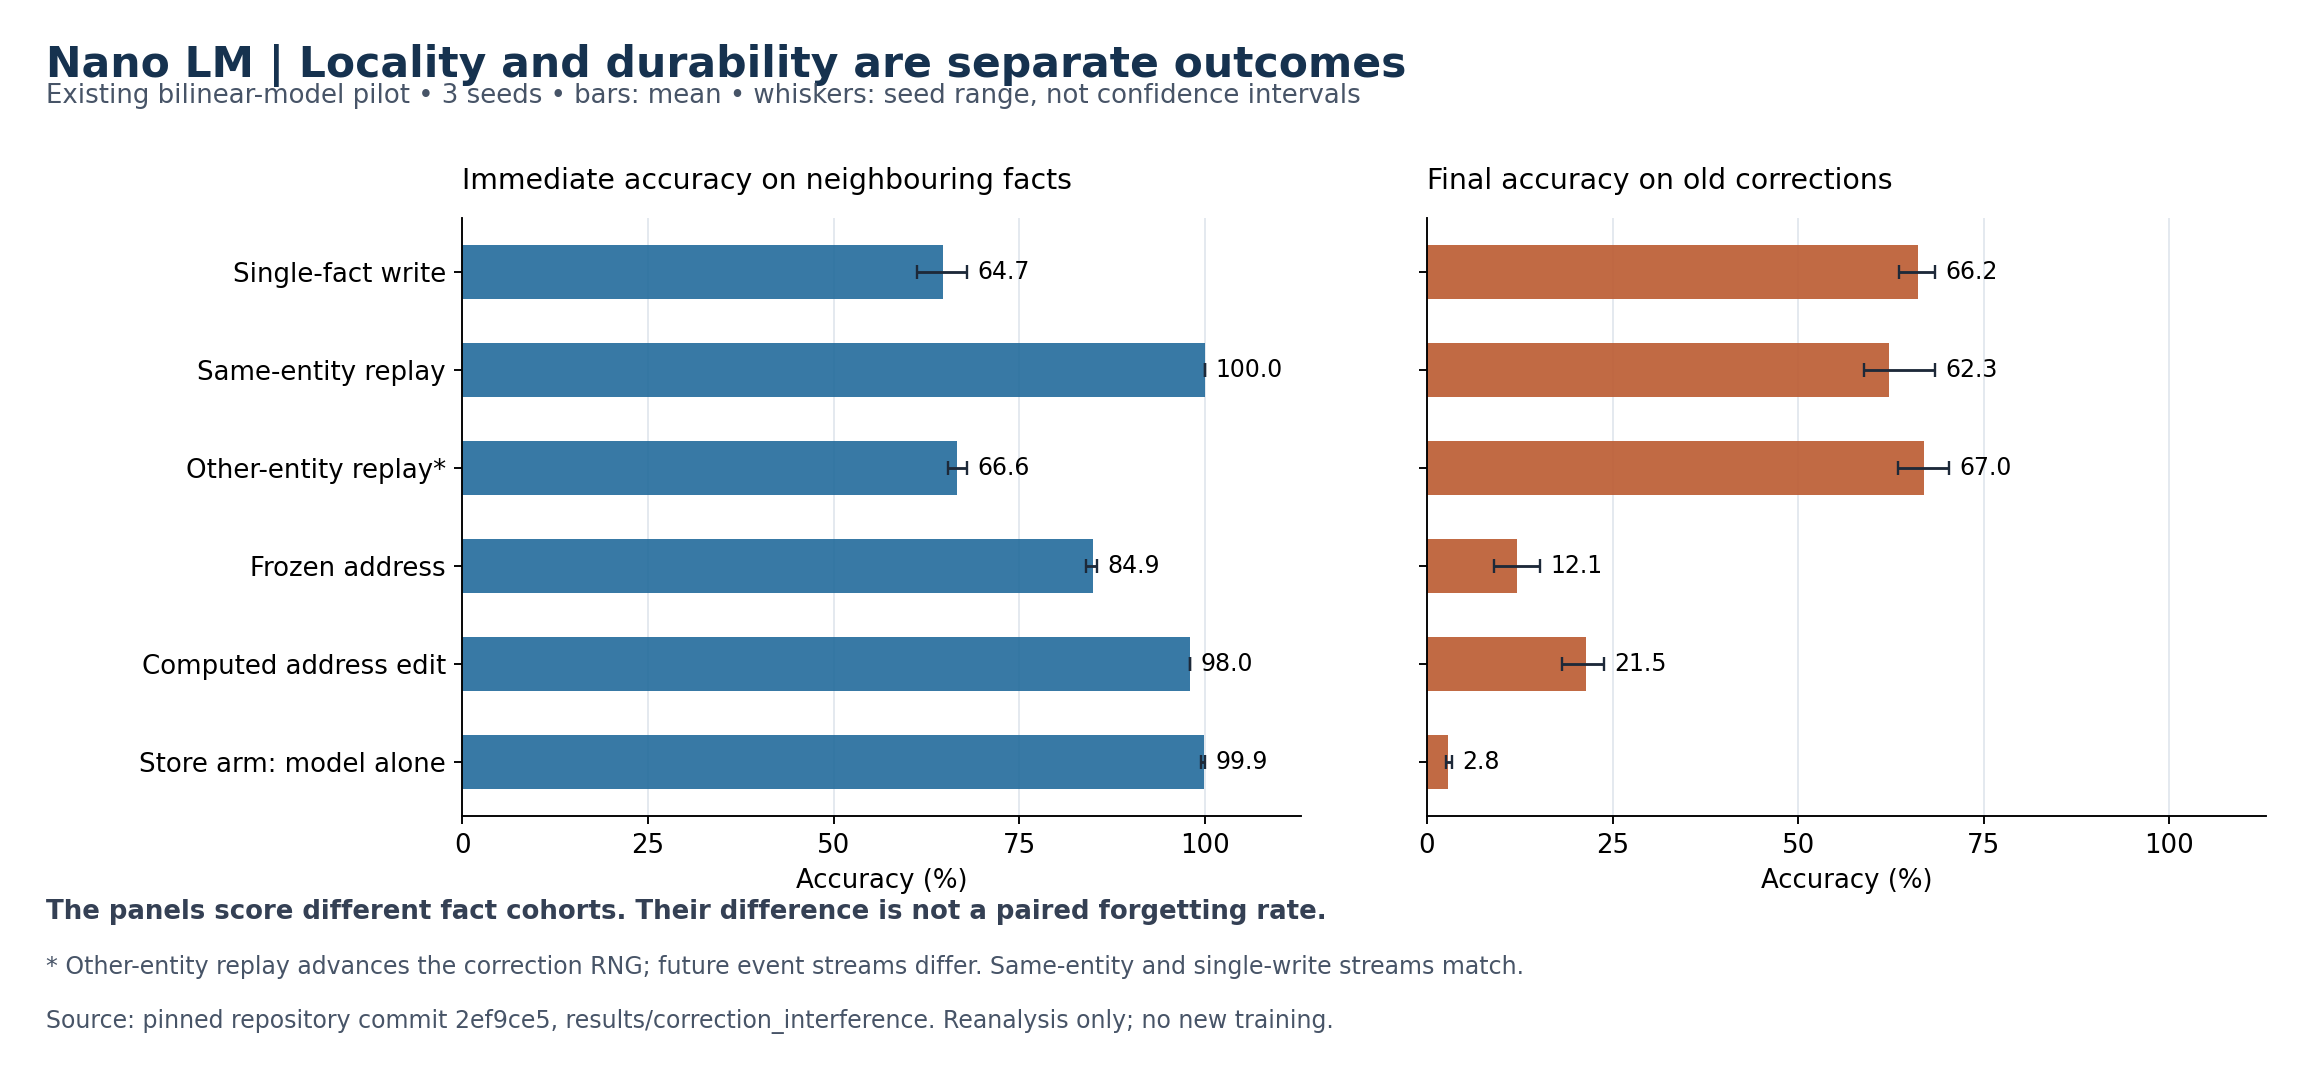 Nano LM | Locality and durability are separate outcomes
Existing bilinear-model pilot • 3 seeds • bars: mean • whiskers: seed range, not confidence intervals
Immediate accuracy on neighbouring facts
Single-fact write
64.7
Same-entity replay
100.0
Other-entity replay*
66.6
Frozen address
84.9
Computed address edit
98.0
Store arm: model alone
99.9
0 25 50 75 100
Accuracy (%)
Final accuracy on old corrections
66.2
62.3
67.0
12.1
21.5
2.8
0 25 50 75 100
Accuracy (%)
The panels score different fact cohorts. Their difference is not a paired forgetting rate.
* Other-entity replay advances the correction RNG; future event streams differ. Same-entity and single-write streams match.
Source: pinned repository commit 2ef9ce5, results/correction_interference. Reanalysis only; no new training.